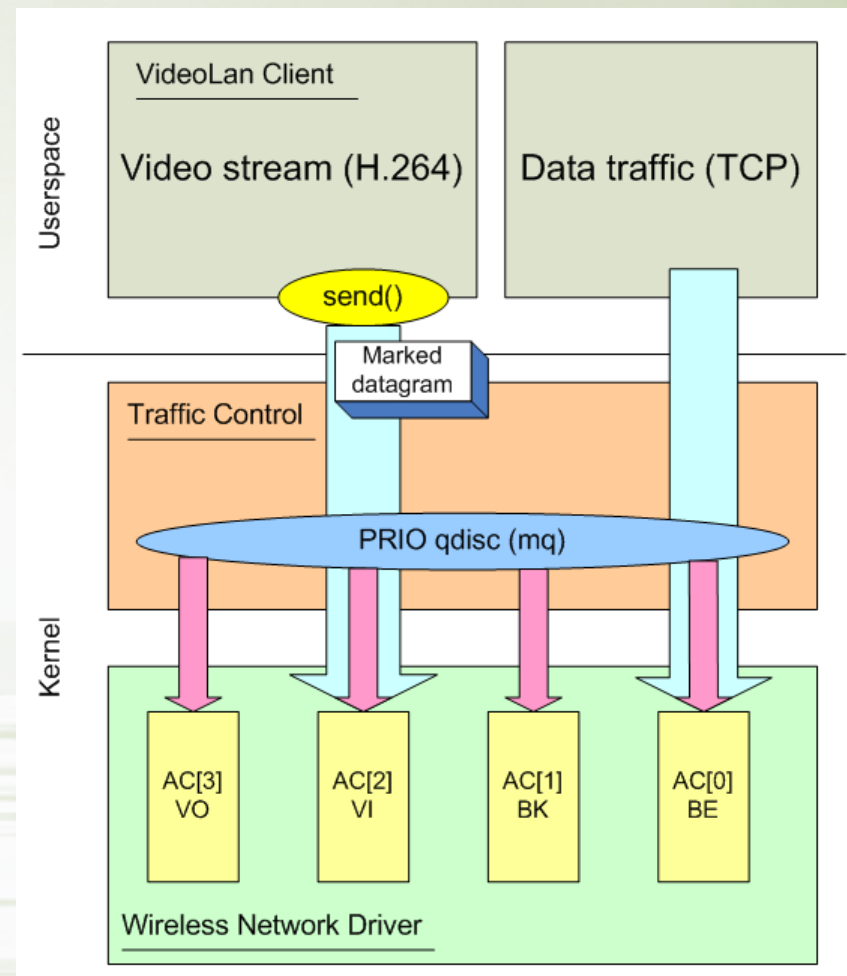 Userspace
VideoLan Client
Video stream (H.264)
Data traffic (TCP)
send()
Marked
datagram
Kernel
Traffic Control
PRIO qdisc (mq)
AC[3]
VO
AC[2]
VI
AC[1]
BK
AC[0]
BE
Wireless Network Driver